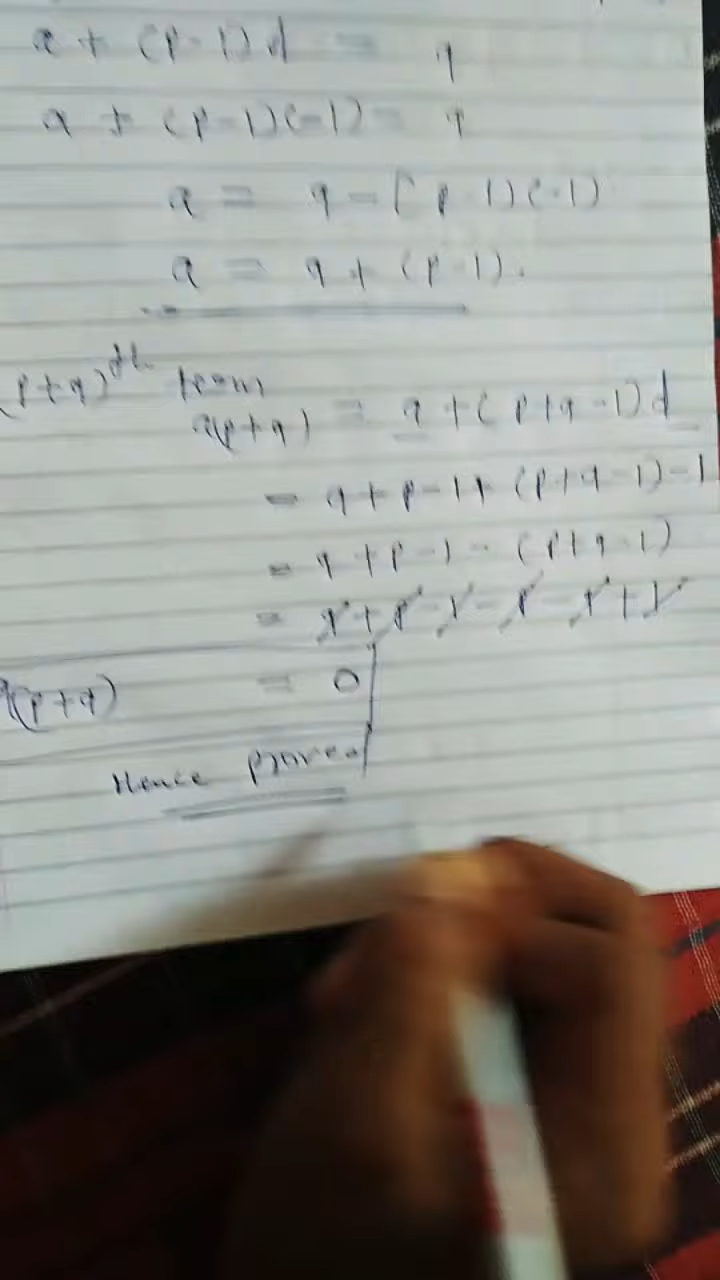 a + (p-1)d = q
a + (p-1)(-1) = q
a = q - (p-1)(-1)
a = q + (p-1).
(p+q)th term
a(p+q) = a + (p+q-1)d
= q+p-1+ (p+q-1)-1
= q+p-1 - (p+q-1)
= q+p-1-p-q+1
a(p+q) = 0
Hence proved